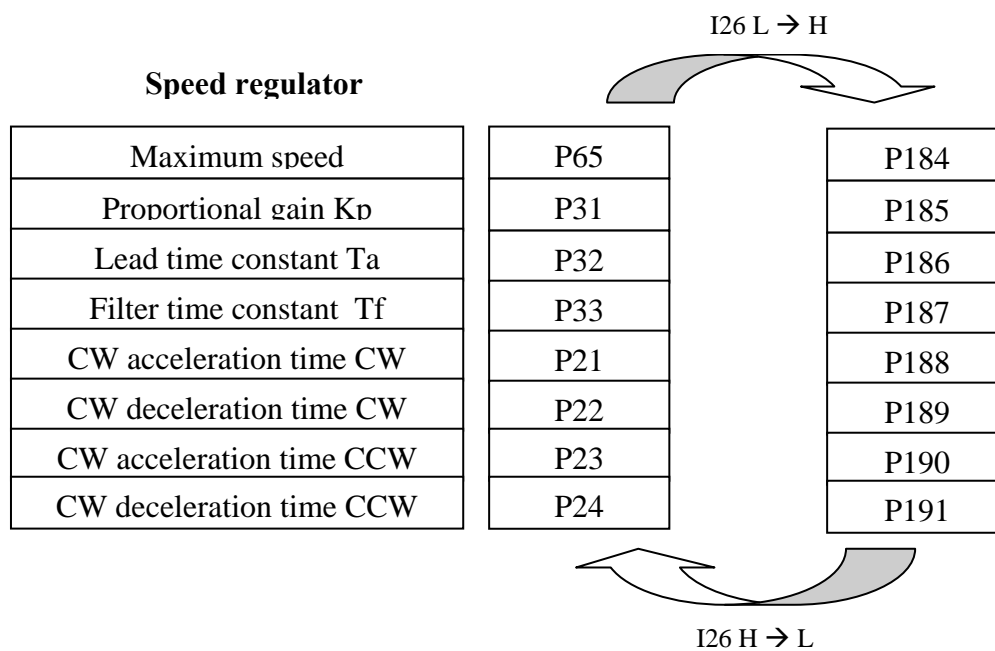 I26 L → H
Speed regulator
Maximum speed P65 P184
Proportional gain Kp P31 P185
Lead time constant Ta P32 P186
Filter time constant Tf P33 P187
CW acceleration time CW P21 P188
CW deceleration time CW P22 P189
CW acceleration time CCW P23 P190
CW deceleration time CCW P24 P191
I26 H → L